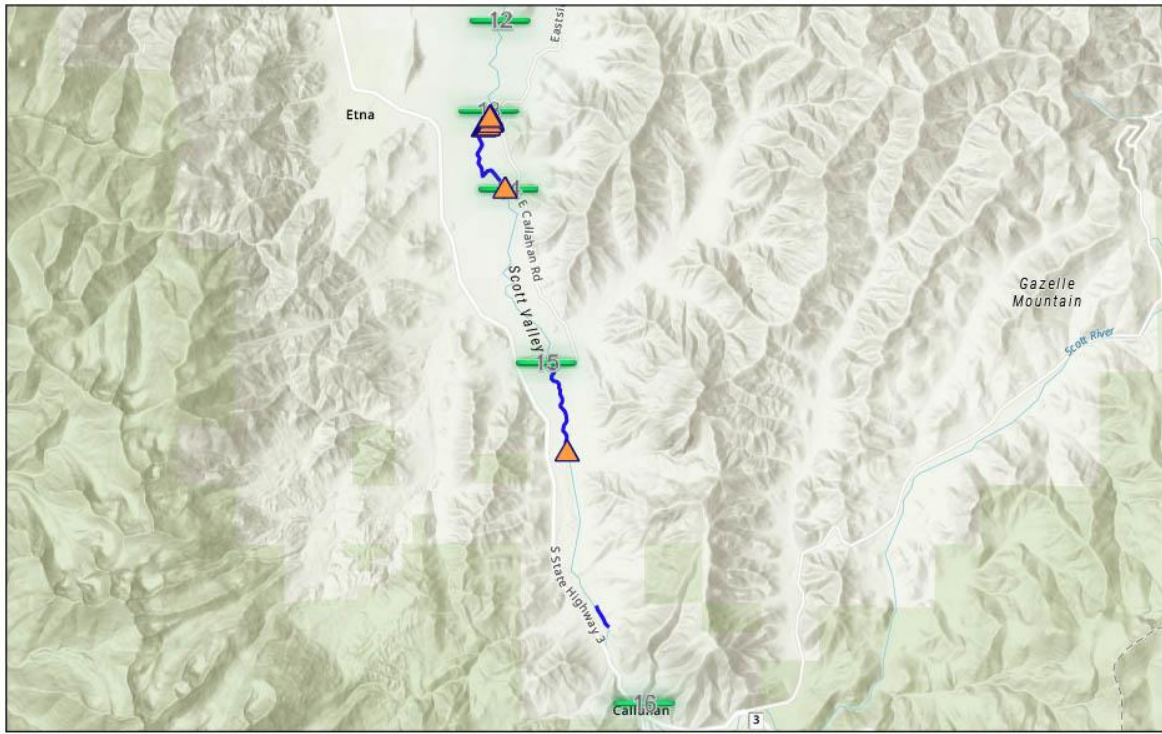 12
Eastsi
Etna
E Callahan Rd
Scott Valley
Gazelle
Mountain
Scott River
15
S State Highway 3
16
Callahan
3